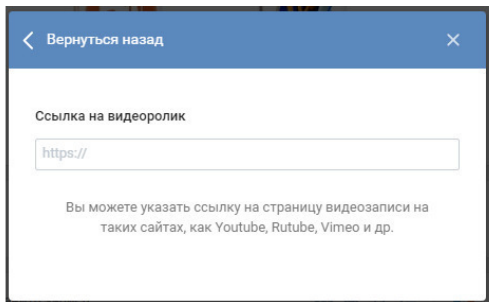 Вернуться назад
Ссылка на видеоролик
https://
Вы можете указать ссылку на страницу видеозаписи на
таких сайтах, как Youtube, Rutube, Vimeo и др.